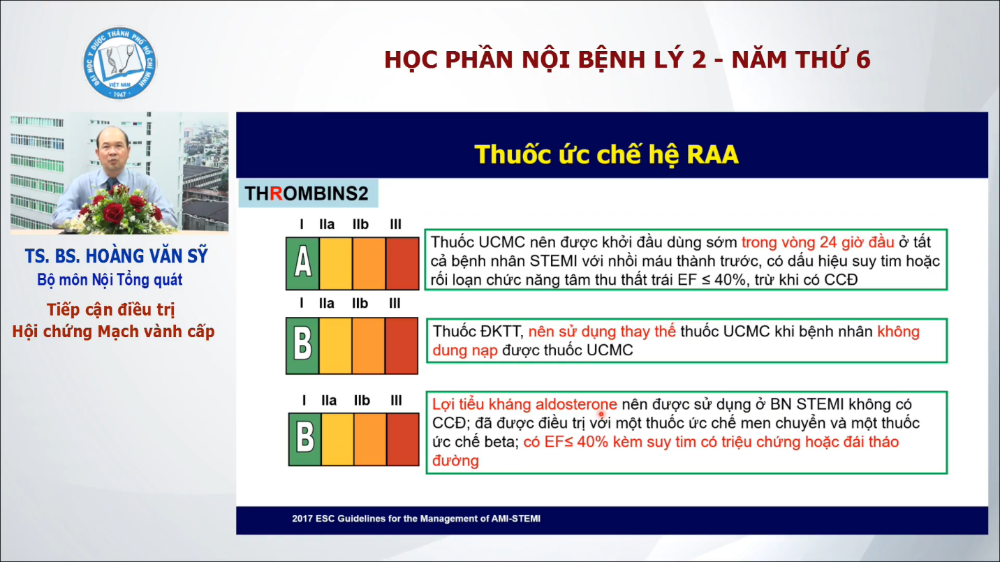 ĐẠI HỌC Y DƯỢC THÀNH PHỐ HỒ CHÍ MINH
VIỆT NAM
1947
HỌC PHẦN NỘI BỆNH LÝ 2 - NĂM THỨ 6
TS. BS. HOÀNG VĂN SỸ
Bộ môn Nội Tổng quát
Tiếp cận điều trị
Hội chứng Mạch vành cấp
Thuốc ức chế hệ RAA
THROMBINS2
I IIa IIb III
A
Thuốc UCMC nên được khởi đầu dùng sớm trong vòng 24 giờ đầu ở tất
cả bệnh nhân STEMI với nhồi máu thành trước, có dấu hiệu suy tim hoặc
rối loạn chức năng tâm thu thất trái EF ≤ 40%, trừ khi có CCĐ
I IIa IIb III
B
Thuốc ĐKTT, nên sử dụng thay thế thuốc UCMC khi bệnh nhân không
dung nạp được thuốc UCMC
I IIa IIb III
B
Lợi tiểu kháng aldosterone nên được sử dụng ở BN STEMI không có
CCĐ; đã được điều trị với một thuốc ức chế men chuyển và một thuốc
ức chế beta; có EF≤ 40% kèm suy tim có triệu chứng hoặc đái tháo
đường
2017 ESC Guidelines for the Management of AMI-STEMI